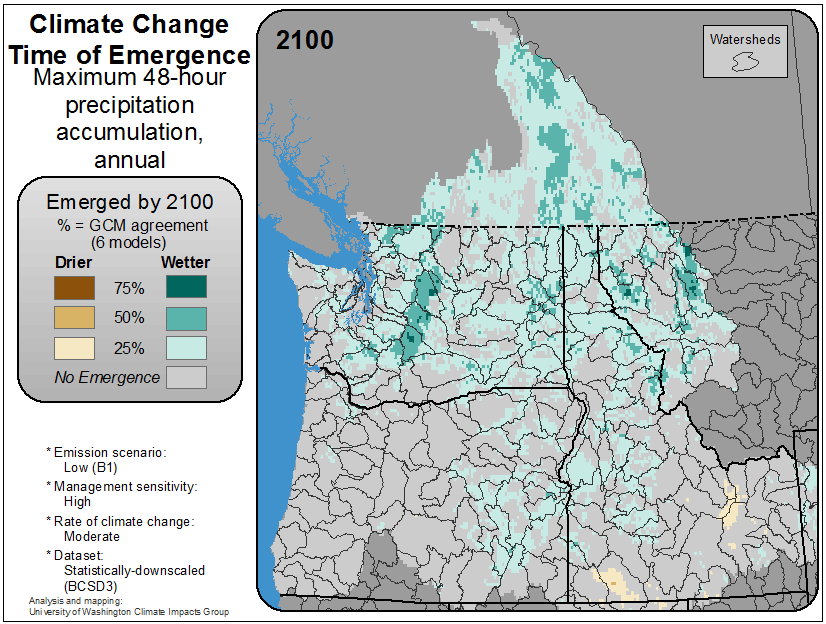 Climate Change
Time of Emergence
Maximum 48-hour
precipitation
accumulation,
annual
Emerged by 2100
% = GCM agreement
(6 models)
Drier Wetter
75%
50%
25%
No Emergence
* Emission scenario:
Low (B1)
* Management sensitivity:
High
* Rate of climate change:
Moderate
* Dataset:
Statistically-downscaled
(BCSD3)
Analysis and mapping:
University of Washington Climate Impacts Group
2100
Watersheds